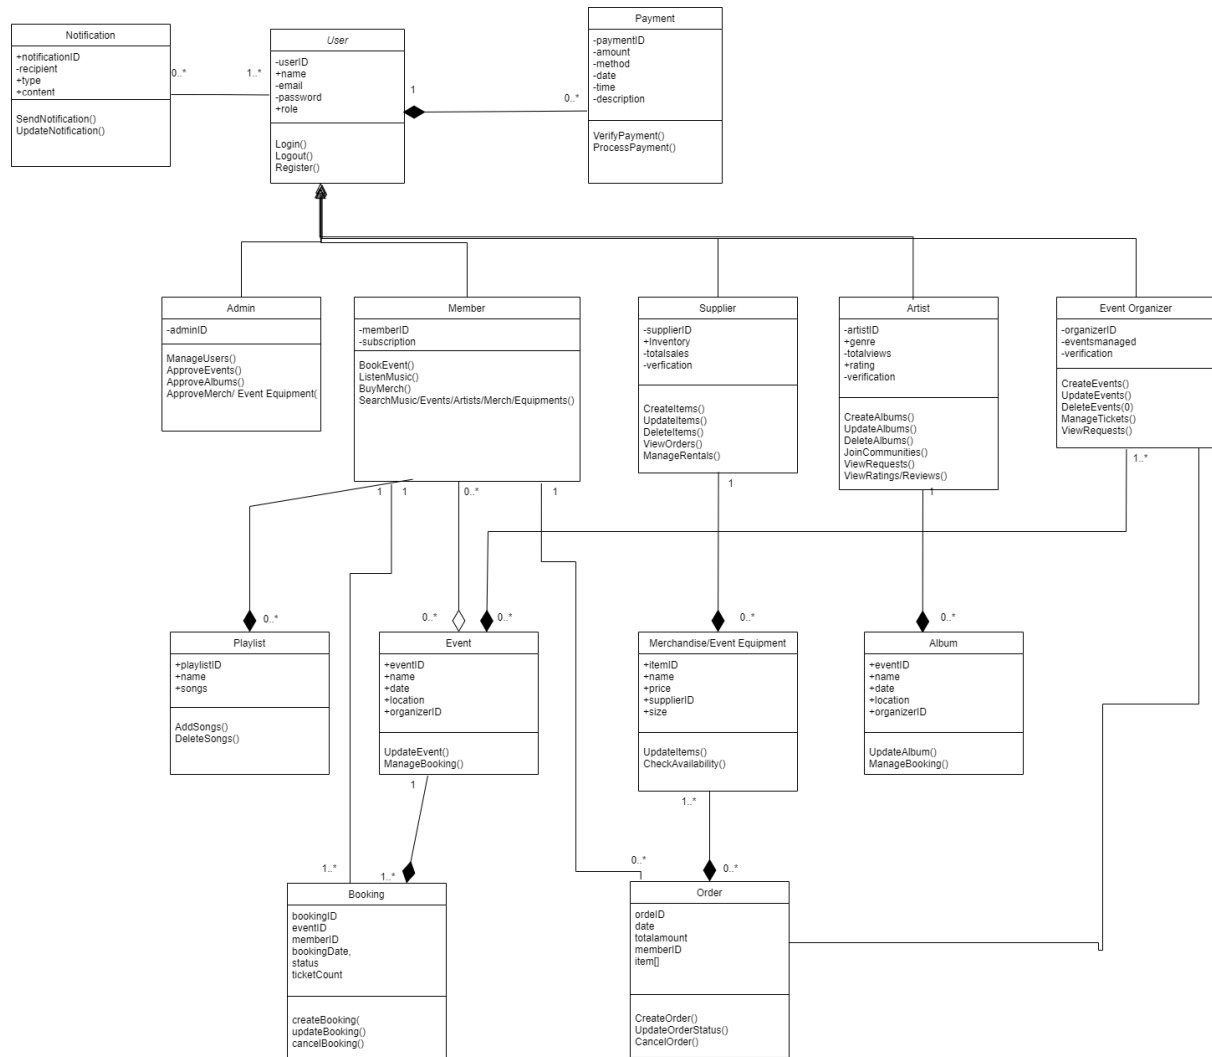 Notification
+notificationID
-recipient
+type
+content
SendNotification()
UpdateNotification()
0..*
1..*
User
-userID
+name
-email
-password
+role
Login()
Logout()
Register()
1
0..*
Payment
-paymentID
-amount
-method
-date
-time
-description
VerifyPayment()
ProcessPayment()
Admin
-adminID
ManageUsers()
ApproveEvents()
ApproveAlbums()
ApproveMerch/ Event Equipment(
Member
-memberID
-subscription
BookEvent()
ListenMusic()
BuyMerch()
SearchMusic/Events/Artists/Merch/Equipments()
Supplier
-supplierID
+Inventory
-totalsales
-verfication
CreateItems()
UpdateItems()
DeleteItems()
ViewOrders()
ManageRentals()
Artist
-artistID
+genre
-totalviews
+rating
-verification
CreateAlbums()
UpdateAlbums()
DeleteAlbums()
JoinCommunities()
ViewRequests()
ViewRatings/Reviews()
Event Organizer
-organizerID
-eventsmanaged
-verification
CreateEvents()
UpdateEvents()
DeleteEvents(0)
ManageTickets()
ViewRequests()
1
.1
0..*
1
1
1
1..*
0..*
0..*
0..*
0..*
0..*
Playlist
+playlistID
+name
+songs
AddSongs()
DeleteSongs()
Event
+eventID
+name
+date
+location
+organizerID
UpdateEvent()
ManageBooking()
Merchandise/Event Equipment
+itemID
+name
+price
+supplierID
+size
UpdateItems()
CheckAvailability()
Album
+eventID
+name
+date
+location
+organizerID
UpdateAlbum()
ManageBooking()
1
1..*
1..*
1..*
0..*
0..*
Booking
bookingID
eventID
memberID
bookingDate,
status
ticketCount
createBooking(
updateBooking()
cancelBooking()
Order
ordeID
date
totalamount
memberID
item[]
CreateOrder()
UpdateOrderStatus()
CancelOrder()